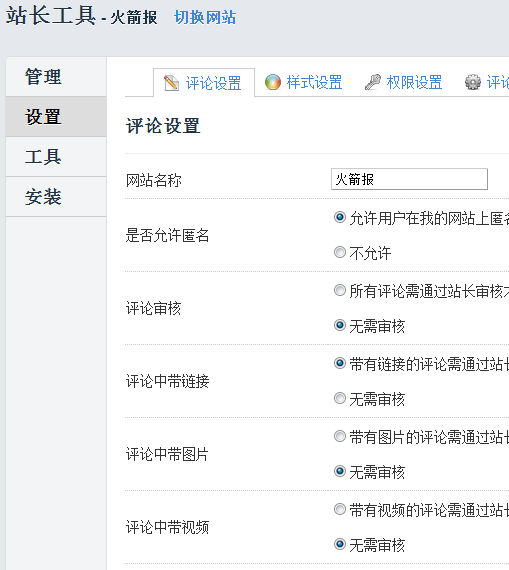 站长工具 - 火箭报 切换网站
管理
设置
工具
安装
评论设置 样式设置 权限设置 评论
评论设置
网站名称 火箭报
是否允许匿名 允许用户在我的网站上匿名
不允许
评论审核 所有评论需通过站长审核
无需审核
评论中带链接 带有链接的评论需通过站长
无需审核
评论中带图片 带有图片的评论需通过站长
无需审核
评论中带视频 带有视频的评论需通过站长
无需审核